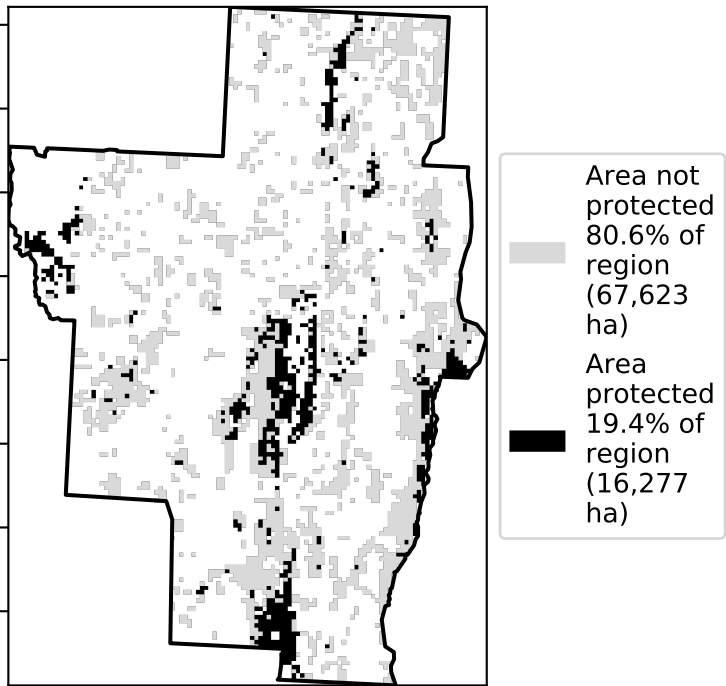 Area not
protected
80.6% of
region
(67,623
ha)
Area
protected
19.4% of
region
(16,277
ha)